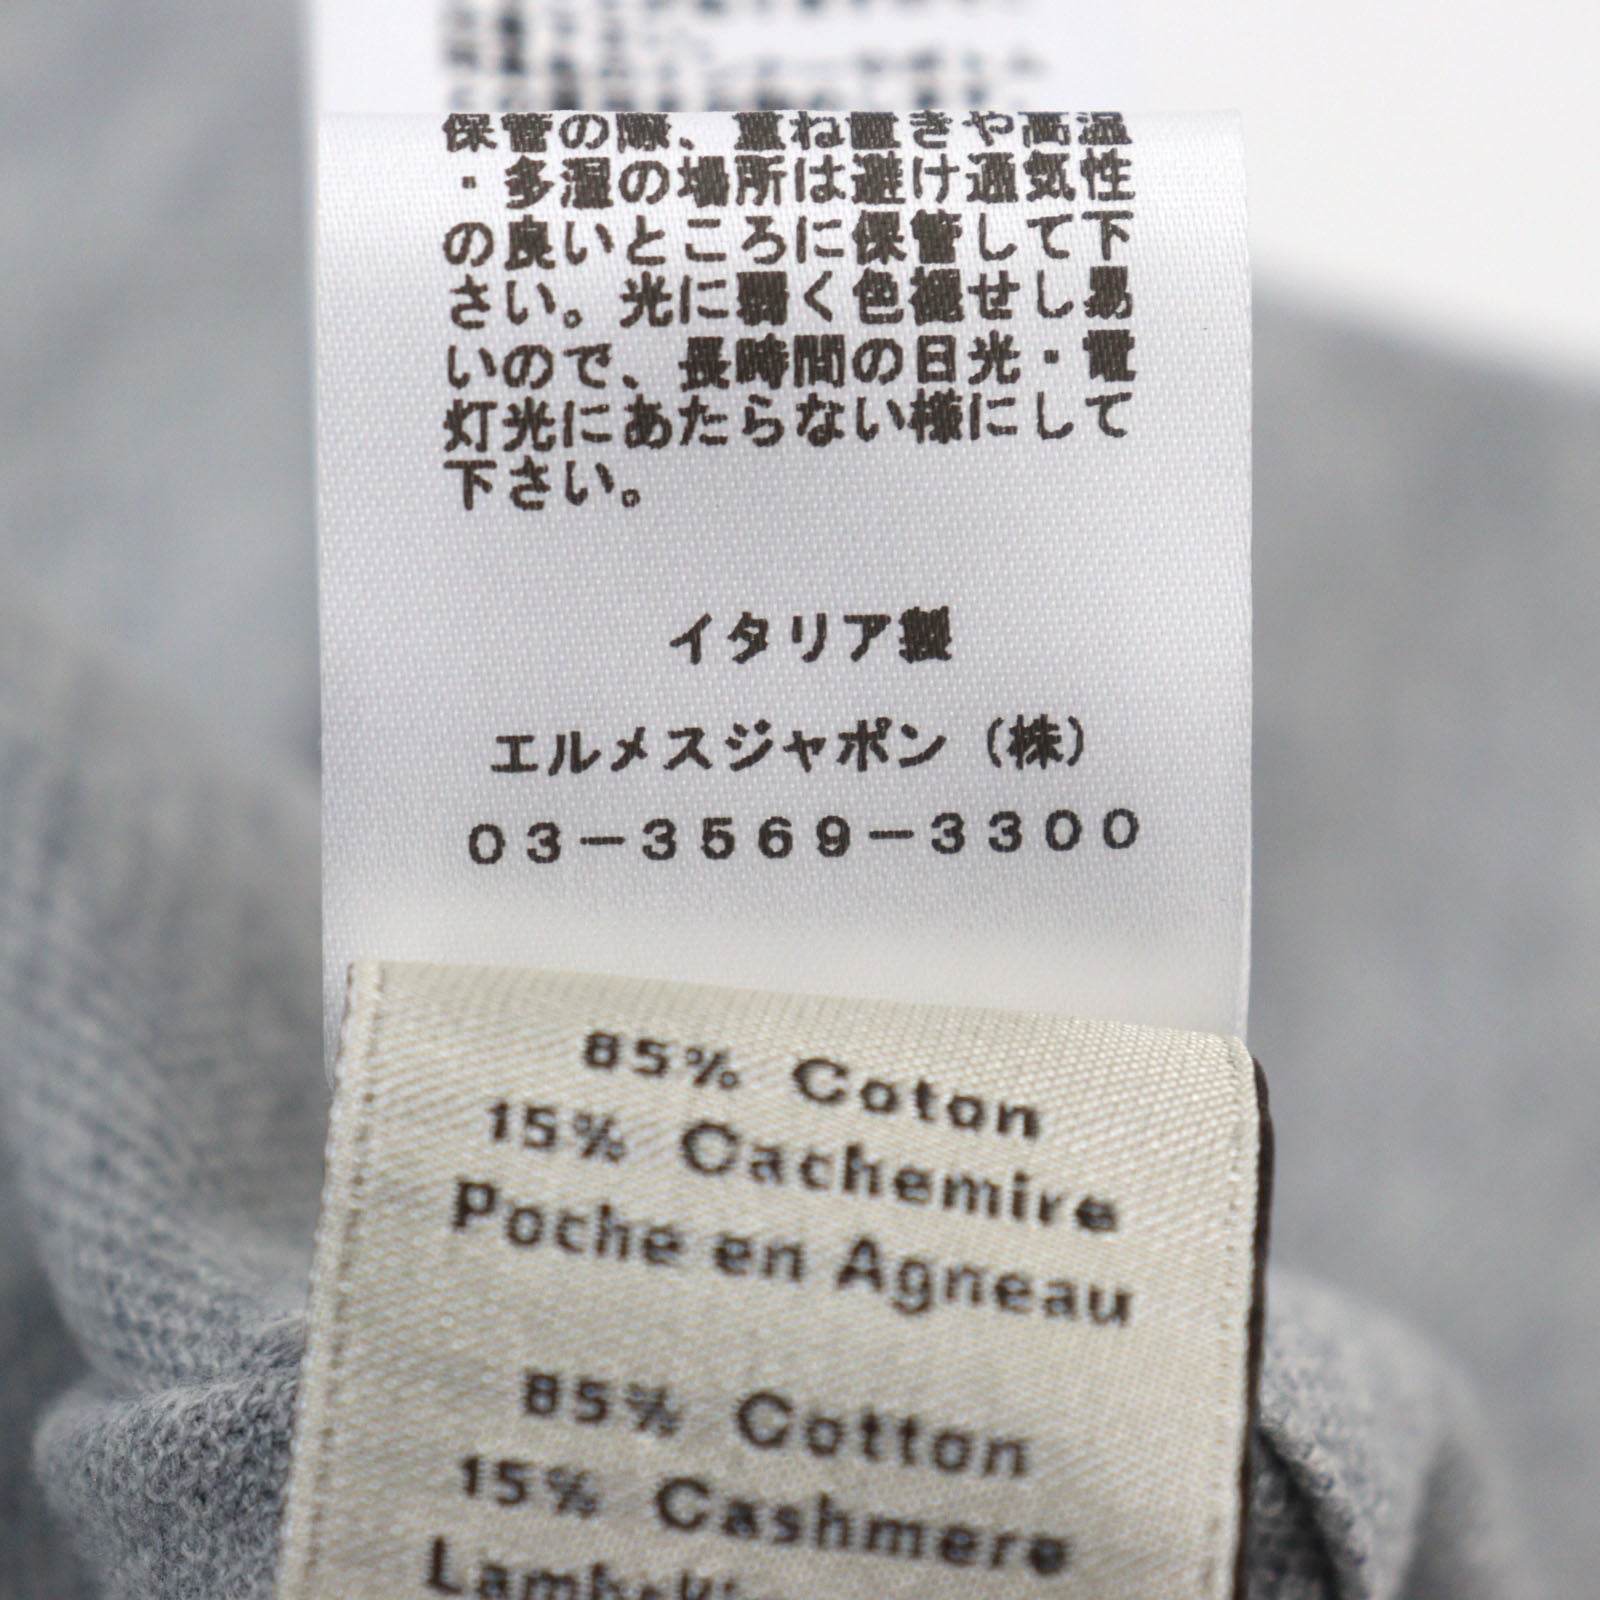 保管の際、重ね置きや高温
・多湿の場所は避け通気性
の良いところに保管して下
さい。光に弱く色褪せし易
いので、長時間の日光・電
灯光にあたらない様にして
下さい。
イタリア製
エルメスジャポン（株）
03-3569-3300
85% Coton
15% Cachemire
Poche en Agneau
85% Cotton
15% Cashmere